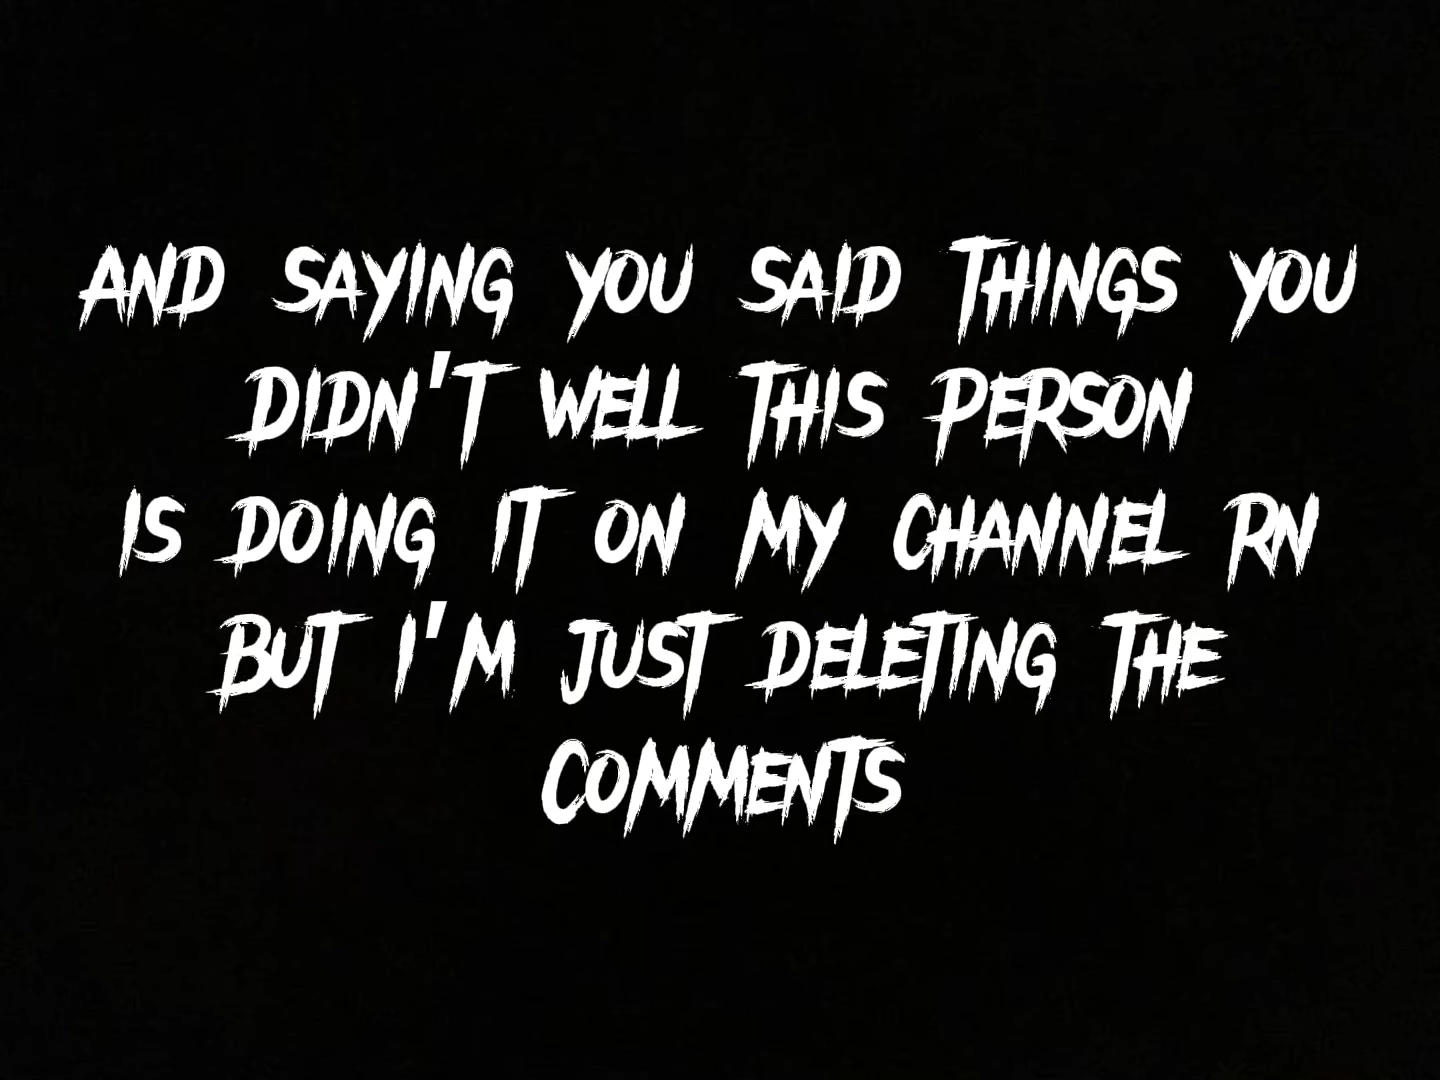 AND SAYING YOU SAID THINGS YOU
DIDN'T WELL THIS PERSON
IS DOING IT ON MY CHANNEL RN
BUT I'M JUST DELETING THE
COMMENTS